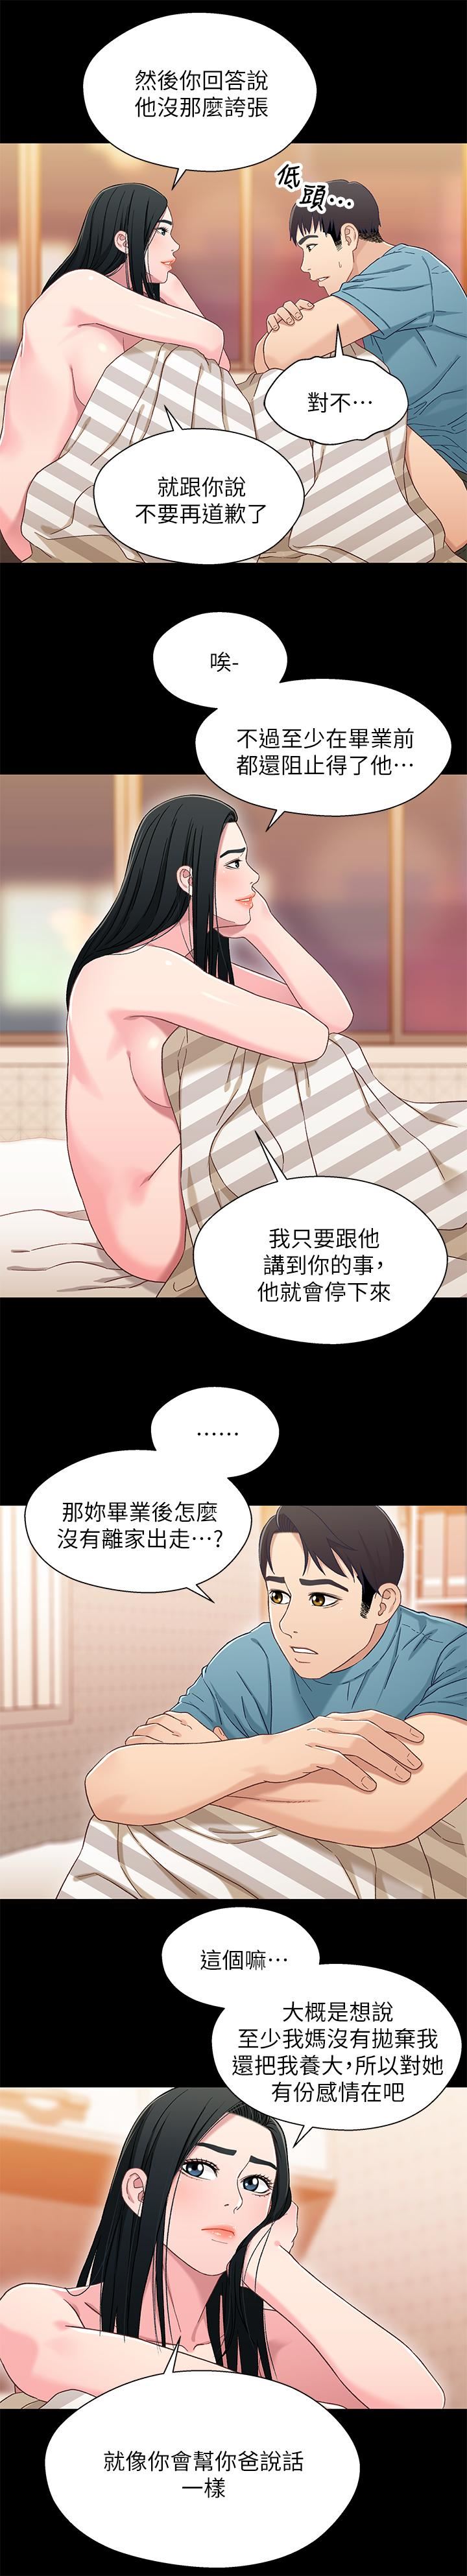 然後你回答說
他沒那麼誇張
低頭…
對不…
就跟你說
不要再道歉了
唉-
不過至少在畢業前
都還阻止得了他…
我只要跟他
講到你的事,
他就會停下來
……
那妳畢業後怎麼
沒有離家出走…?
這個嘛…
大概是想說
至少我媽沒有拋棄我
還把我養大,所以對她
有份感情在吧
就像你會幫你爸說話
一樣